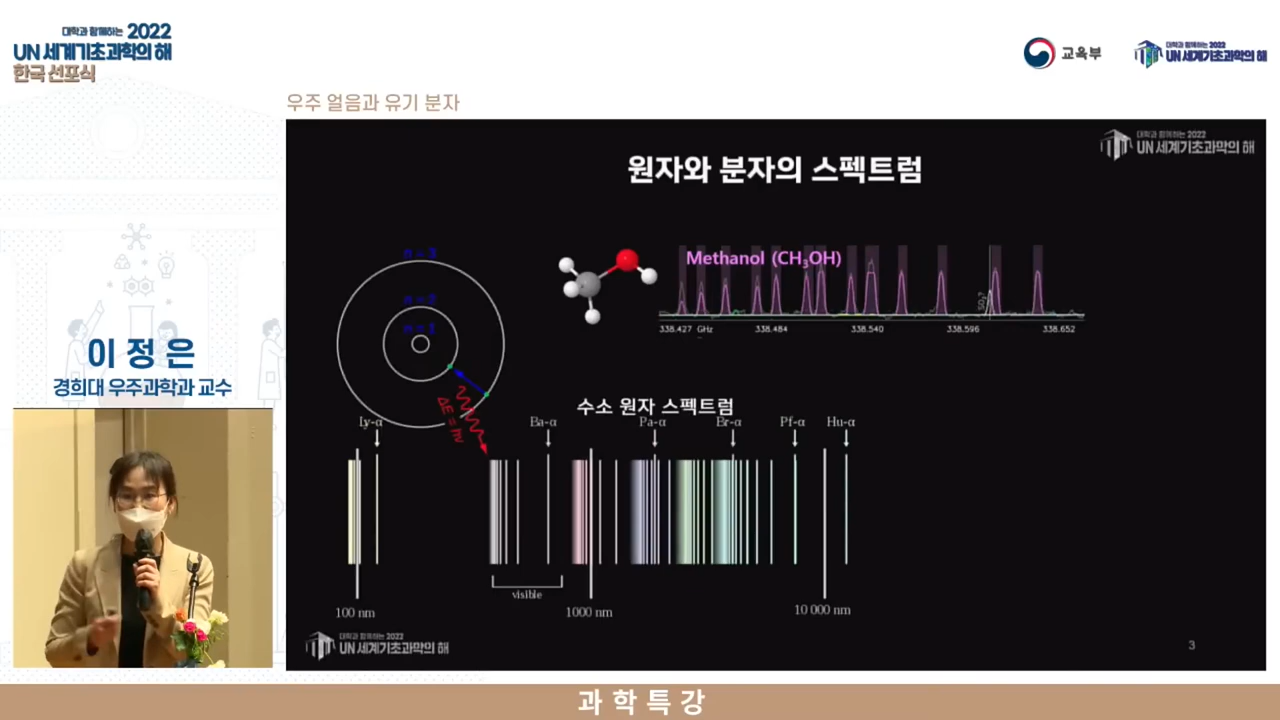 대학과 함께하는 2022
UN 세계기초과학의 해
한국 선포식
교육부
대학과 함께하는 2022
UN 세계기초과학의 해
우주 얼음과 유기 분자
대학과 함께하는 2022
UN 세계기초과학의 해
원자와 분자의 스펙트럼
n = 3
n = 2
n = 1
Methanol (CH₃OH)
SO₂?
338.427 GHz 338.484 338.540 338.596 338.652
수소 원자 스펙트럼
Ly-α Ba-α Pa-α Br-α Pf-α Hu-α
visible
100 nm 1000 nm 10 000 nm
대학과 함께하는 2022
UN 세계기초과학의 해
3
이 정 은
경희대 우주과학과 교수
과 학 특 강